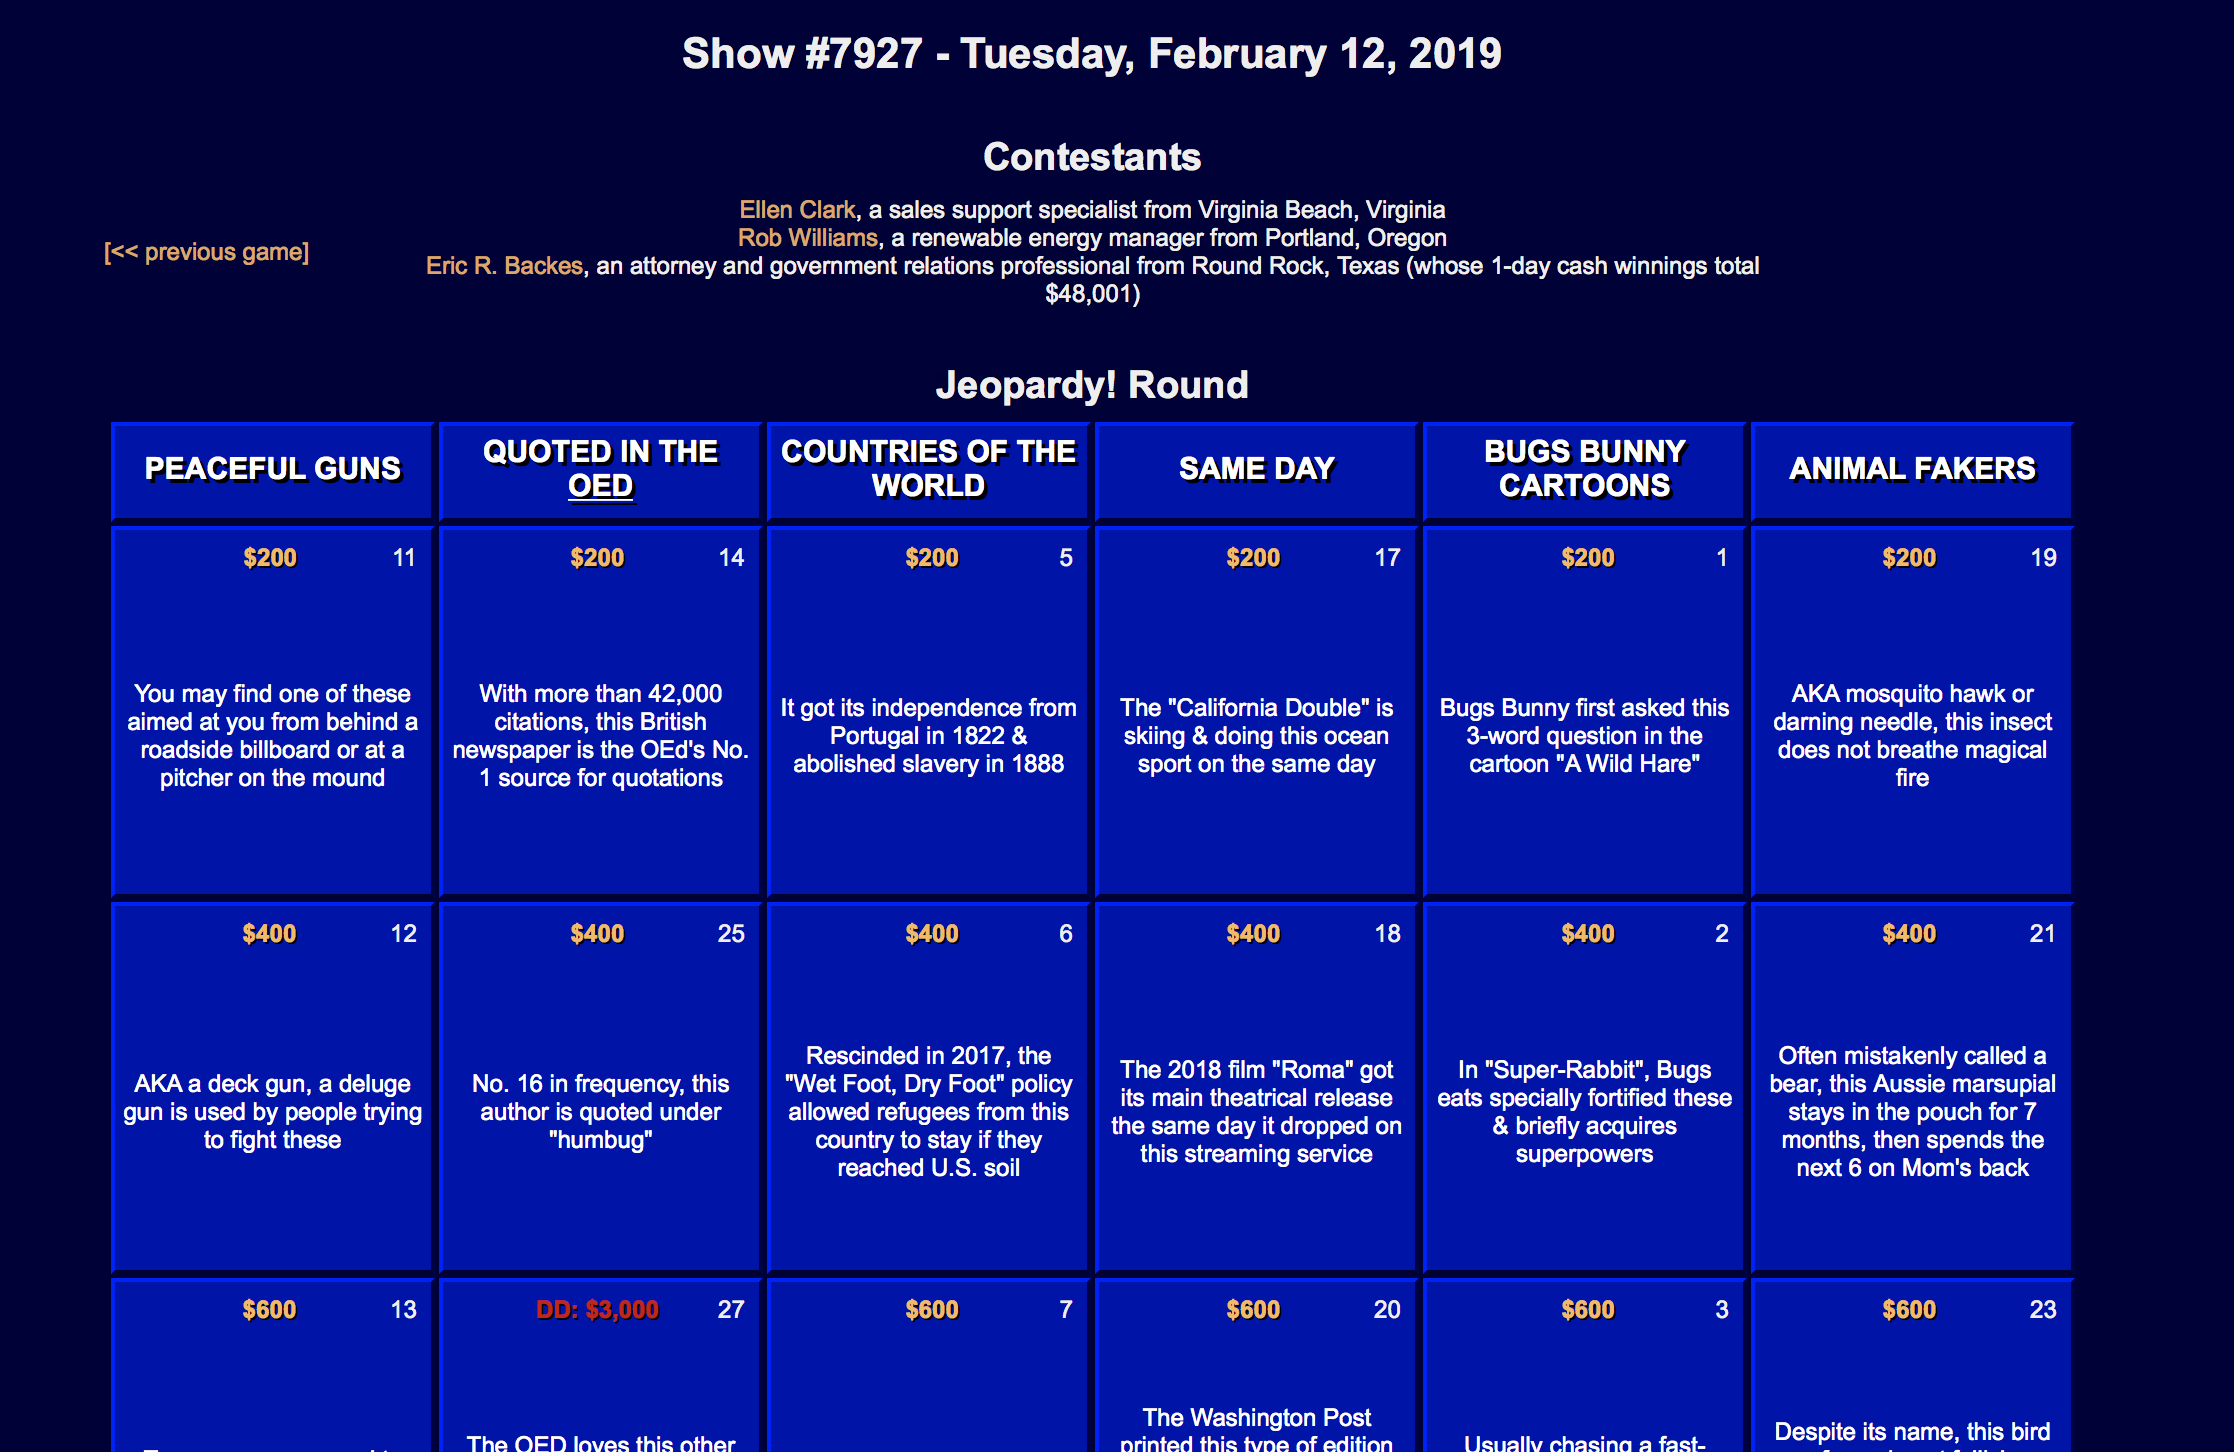 Show #7927 - Tuesday, February 12, 2019
Contestants
[<< previous game]
Ellen Clark, a sales support specialist from Virginia Beach, Virginia
Rob Williams, a renewable energy manager from Portland, Oregon
Eric R. Backes, an attorney and government relations professional from Round Rock, Texas (whose 1-day cash winnings total
$48,001)
Jeopardy! Round
PEACEFUL GUNS
QUOTED IN THE
OED
COUNTRIES OF THE
WORLD
SAME DAY
BUGS BUNNY
CARTOONS
ANIMAL FAKERS
$200 11
You may find one of these
aimed at you from behind a
roadside billboard or at a
pitcher on the mound
$200 14
With more than 42,000
citations, this British
newspaper is the OEd's No.
1 source for quotations
$200 5
It got its independence from
Portugal in 1822 &
abolished slavery in 1888
$200 17
The "California Double" is
skiing & doing this ocean
sport on the same day
$200 1
Bugs Bunny first asked this
3-word question in the
cartoon "A Wild Hare"
$200 19
AKA mosquito hawk or
darning needle, this insect
does not breathe magical
fire
$400 12
AKA a deck gun, a deluge
gun is used by people trying
to fight these
$400 25
No. 16 in frequency, this
author is quoted under
"humbug"
$400 6
Rescinded in 2017, the
"Wet Foot, Dry Foot" policy
allowed refugees from this
country to stay if they
reached U.S. soil
$400 18
The 2018 film "Roma" got
its main theatrical release
the same day it dropped on
this streaming service
$400 2
In "Super-Rabbit", Bugs
eats specially fortified these
& briefly acquires
superpowers
$400 21
Often mistakenly called a
bear, this Aussie marsupial
stays in the pouch for 7
months, then spends the
next 6 on Mom's back
$600 13
DD: $3,000 27
The OED loves this other
$600 7
$600 20
The Washington Post
printed this type of edition
$600 3
Usually chasing a fast-
$600 23
Despite its name, this bird